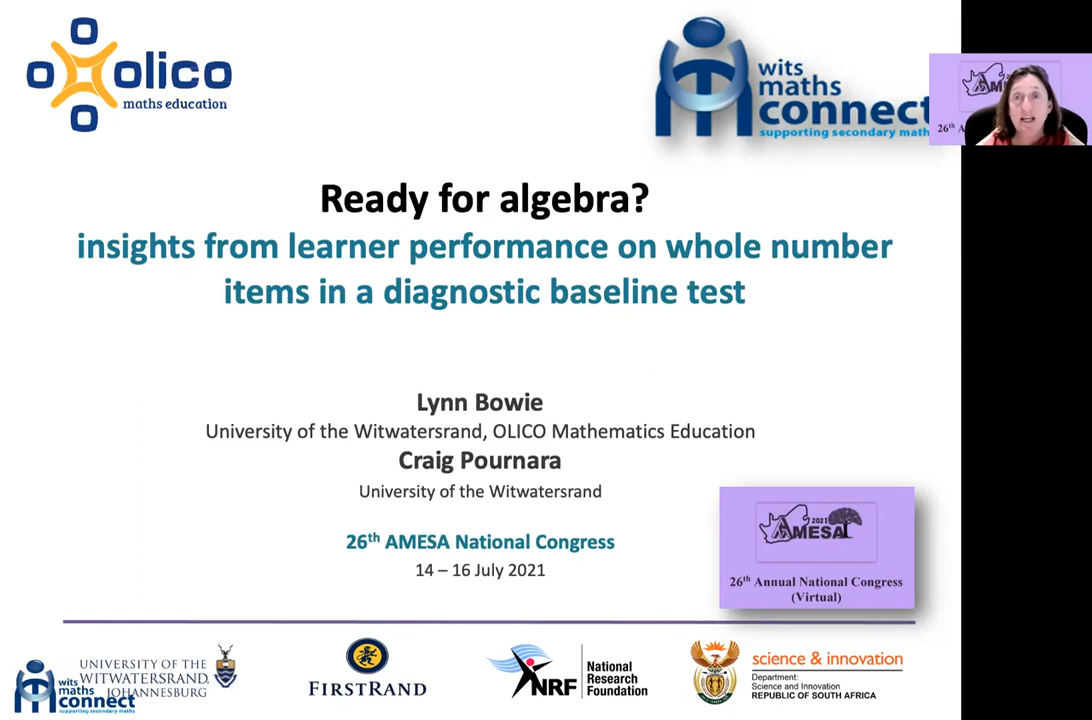 olico
maths education
wits
maths
connect
supporting secondary math
2021
AMESA
26th Annual National Congress
(Virtual)
26th A
Ready for algebra?
insights from learner performance on whole number
items in a diagnostic baseline test
Lynn Bowie
University of the Witwatersrand, OLICO Mathematics Education
Craig Pournara
University of the Witwatersrand
26th AMESA National Congress
14 – 16 July 2021
UNIVERSITY OF THE
WITWATERSRAND,
JOHANNESBURG
wits
maths
connect
supporting secondary maths
FIRSTRAND
NRF
National
Research
Foundation
science & innovation
Department:
Science and Innovation
REPUBLIC OF SOUTH AFRICA